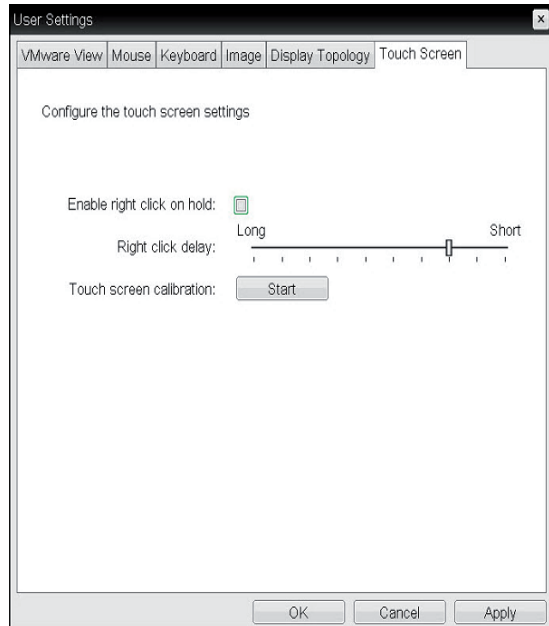 User Settings
VMware View Mouse Keyboard Image Display Topology Touch Screen
Configure the touch screen settings
Enable right click on hold:
Long Short
Right click delay:
Touch screen calibration: Start
OK Cancel Apply